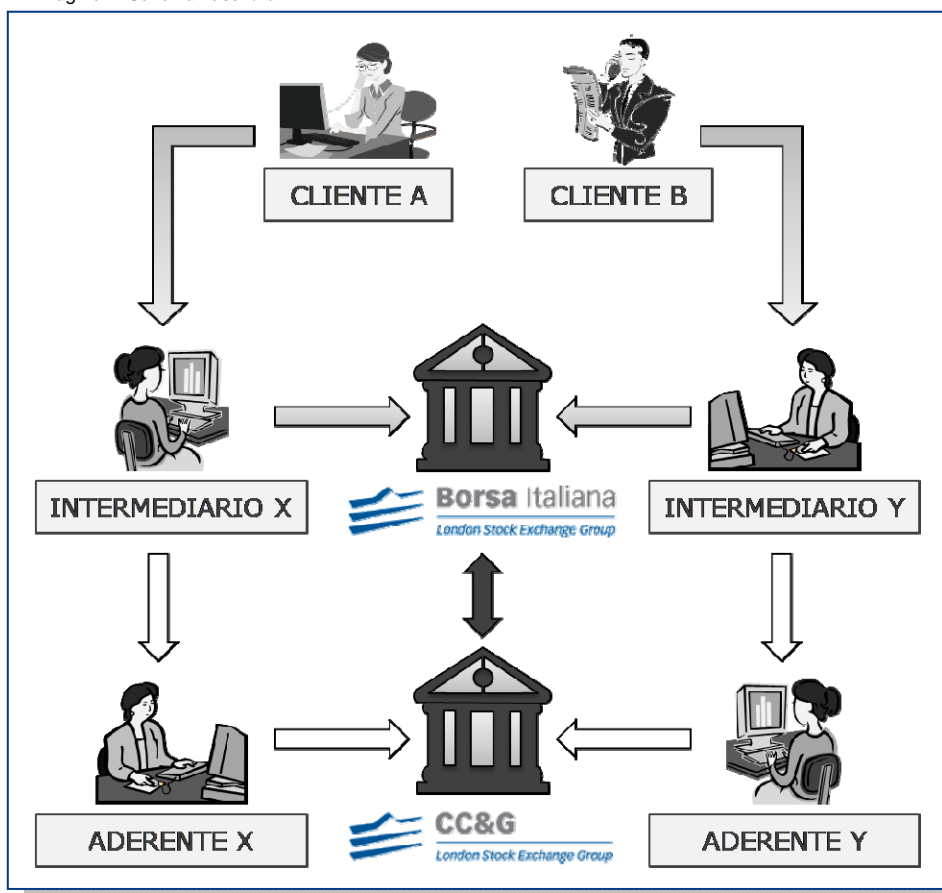 CLIENTE A
CLIENTE B
INTERMEDIARIO X
Borsa Italiana
London Stock Exchange Group
INTERMEDIARIO Y
ADERENTE X
CC&G
London Stock Exchange Group
ADERENTE Y